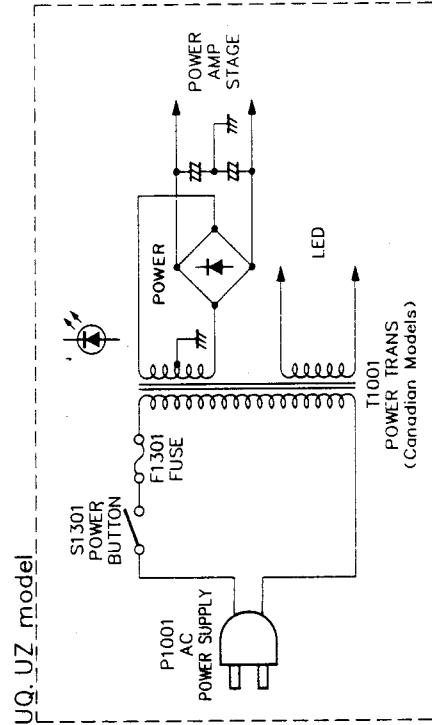 UQ. UZ model
P1001
AC
POWER SUPPLY
S1301
POWER
BUTTON
F1301
FUSE
T1001
POWER TRANS
(Canadian Models)
POWER
LED
POWER
AMP
STAGE